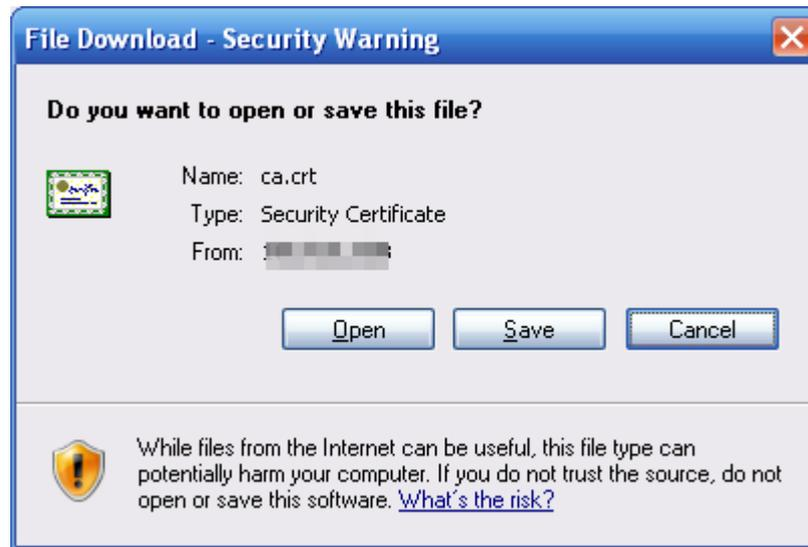 File Download - Security Warning
Do you want to open or save this file?
Name: ca.crt
Type: Security Certificate
From:
Open Save Cancel
While files from the Internet can be useful, this file type can
potentially harm your computer. If you do not trust the source, do not
open or save this software. What's the risk?